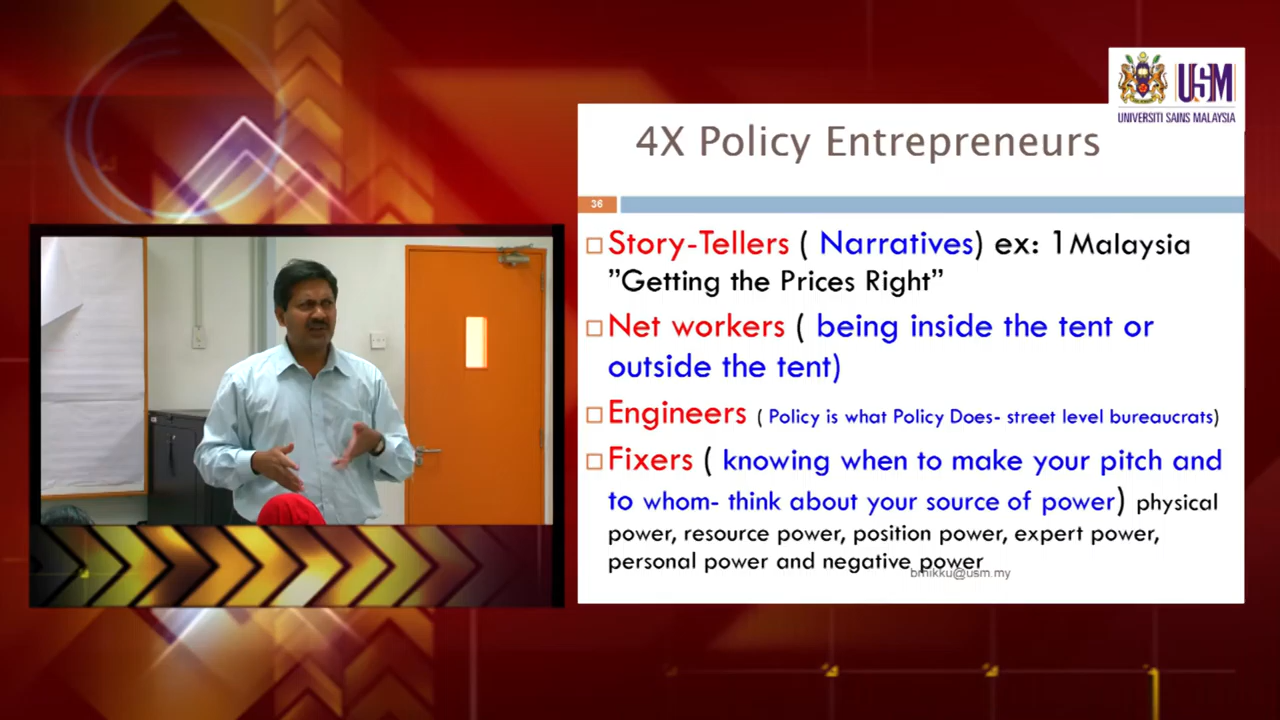 USM
UNIVERSITI SAINS MALAYSIA
4X Policy Entrepreneurs
36
Story-Tellers ( Narratives) ex: 1Malaysia
”Getting the Prices Right”
Net workers ( being inside the tent or
outside the tent)
Engineers ( Policy is what Policy Does- street level bureaucrats)
Fixers ( knowing when to make your pitch and
to whom- think about your source of power) physical
power, resource power, position power, expert power,
personal power and negative power
bmikku@usm.my